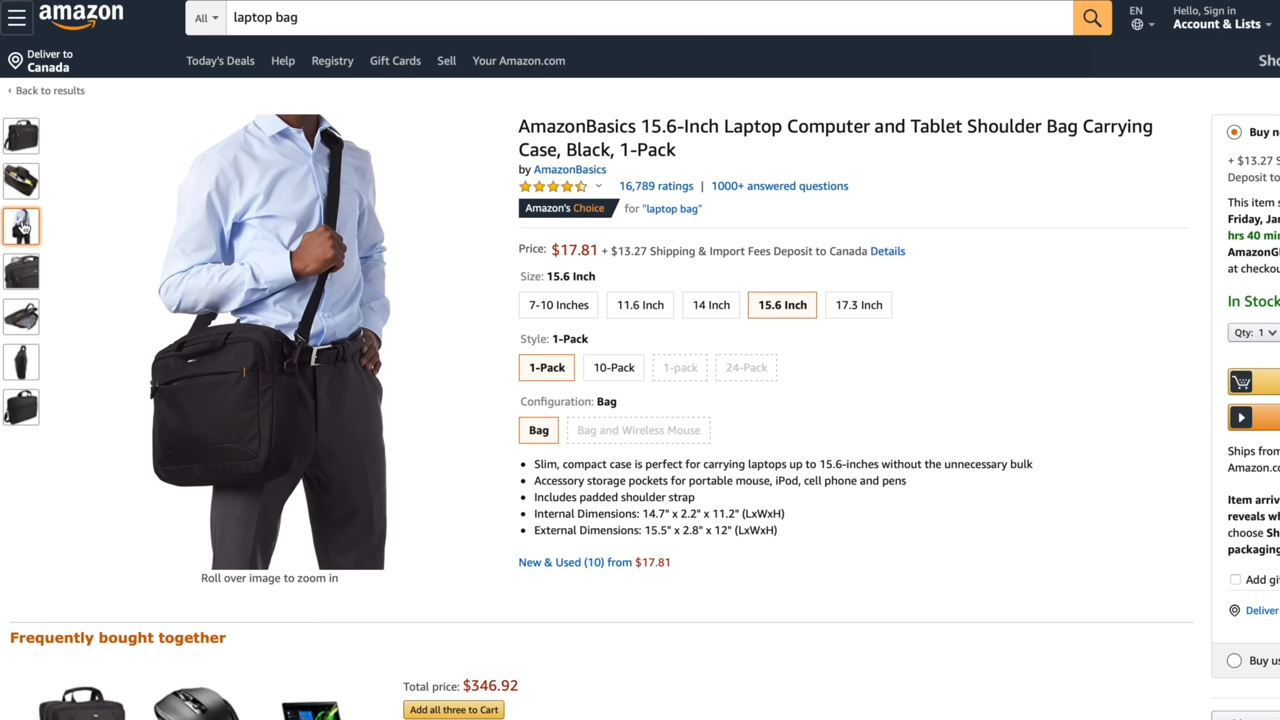 amazon
All
laptop bag
EN
Hello, Sign in
Account & Lists
Deliver to
Canada
Today's Deals
Help
Registry
Gift Cards
Sell
Your Amazon.com
‹ Back to results
AmazonBasics 15.6-Inch Laptop Computer and Tablet Shoulder Bag Carrying
Case, Black, 1-Pack
by AmazonBasics
16,789 ratings | 1000+ answered questions
Amazon's Choice for "laptop bag"
Price: $17.81 + $13.27 Shipping & Import Fees Deposit to Canada Details
Size: 15.6 Inch
7-10 Inches
11.6 Inch
14 Inch
15.6 Inch
17.3 Inch
Style: 1-Pack
1-Pack
10-Pack
1-pack
24-Pack
Configuration: Bag
Bag
Bag and Wireless Mouse
• Slim, compact case is perfect for carrying laptops up to 15.6-inches without the unnecessary bulk
• Accessory storage pockets for portable mouse, iPod, cell phone and pens
• Includes padded shoulder strap
• Internal Dimensions: 14.7" x 2.2" x 11.2" (LxWxH)
• External Dimensions: 15.5" x 2.8" x 12" (LxWxH)
New & Used (10) from $17.81
Roll over image to zoom in
Buy
+ $13.27
Deposit to
This item
Friday,
hrs 40
at
In Stock
Qty: 1
Ships from
Item
reveals
choose
packaging
Add
Deliver
Buy
Frequently bought together
Total price: $346.92
Add all three to Cart